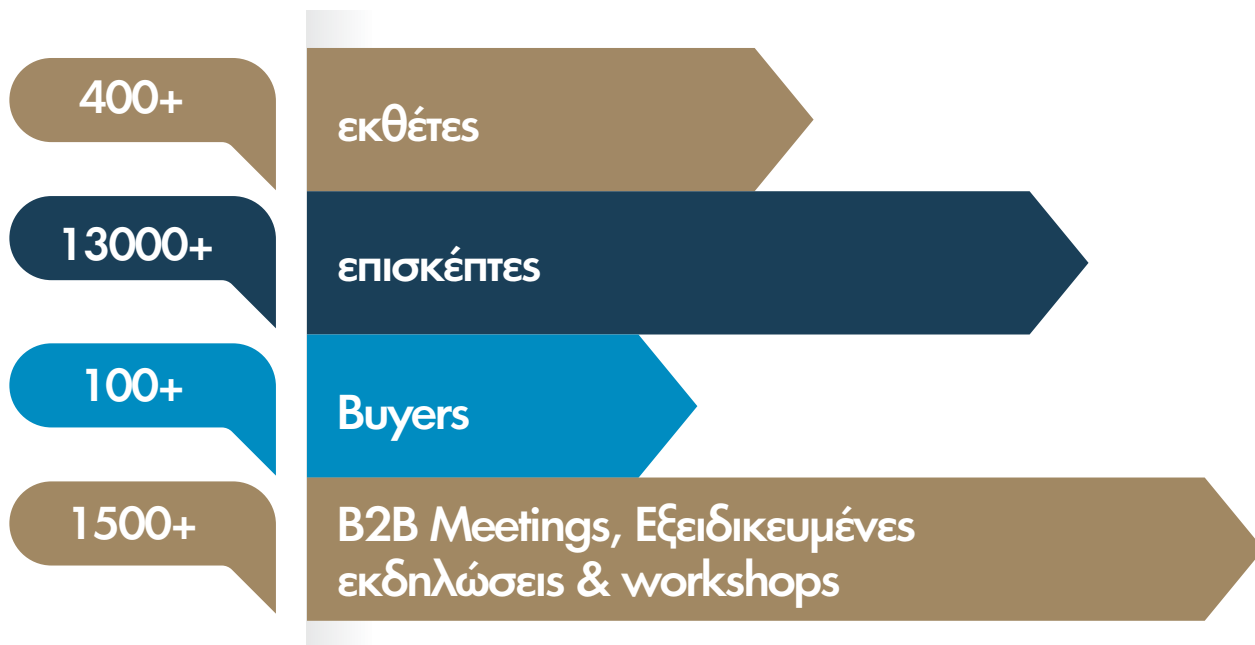 400+
εκθέτες
13000+
επισκέπτες
100+
Buyers
1500+
B2B Meetings, Εξειδικευμένες
εκδηλώσεις & workshops